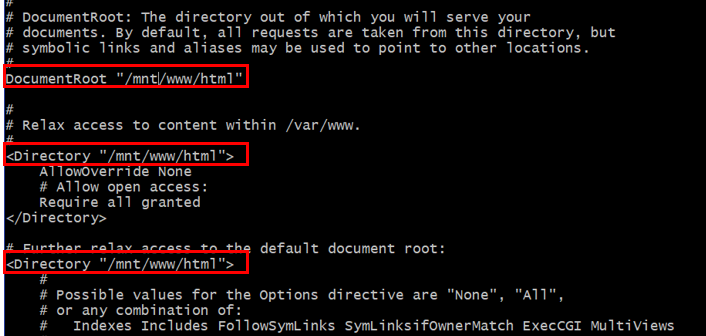 #
# DocumentRoot: The directory out of which you will serve your
# documents. By default, all requests are taken from this directory, but
# symbolic links and aliases may be used to point to other locations.
#
DocumentRoot "/mnt/www/html"
#
# Relax access to content within /var/www.
#
<Directory "/mnt/www/html">
AllowOverride None
# Allow open access:
Require all granted
</Directory>
# Further relax access to the default document root:
<Directory "/mnt/www/html">
#
# Possible values for the Options directive are "None", "All",
# or any combination of:
# Indexes Includes FollowSymLinks SymLinksifOwnerMatch ExecCGI MultiViews